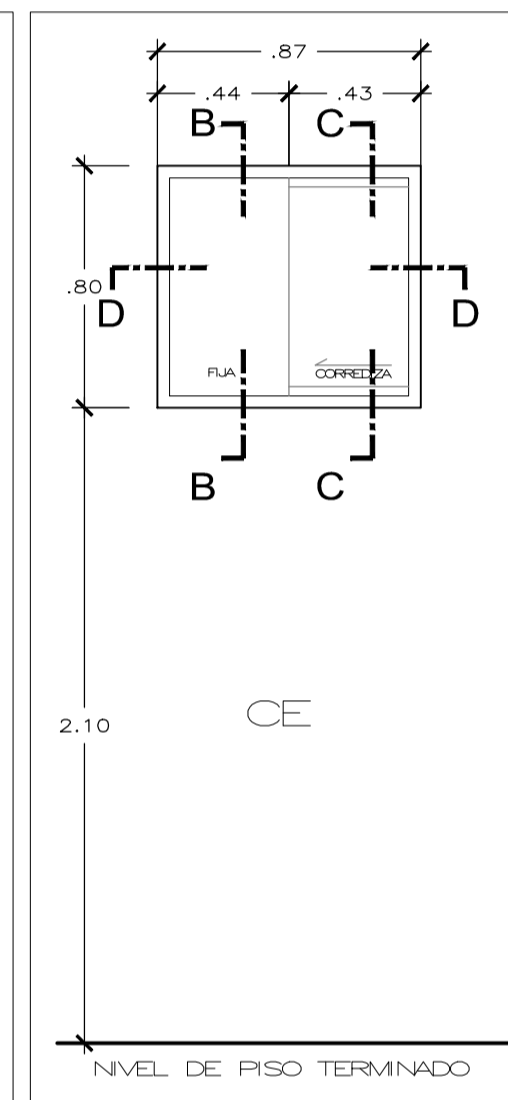 .87
.44 .43
B C
.80
D D
FIJA CORREDIZA
B C
2.10
CE
NIVEL DE PISO TERMINADO